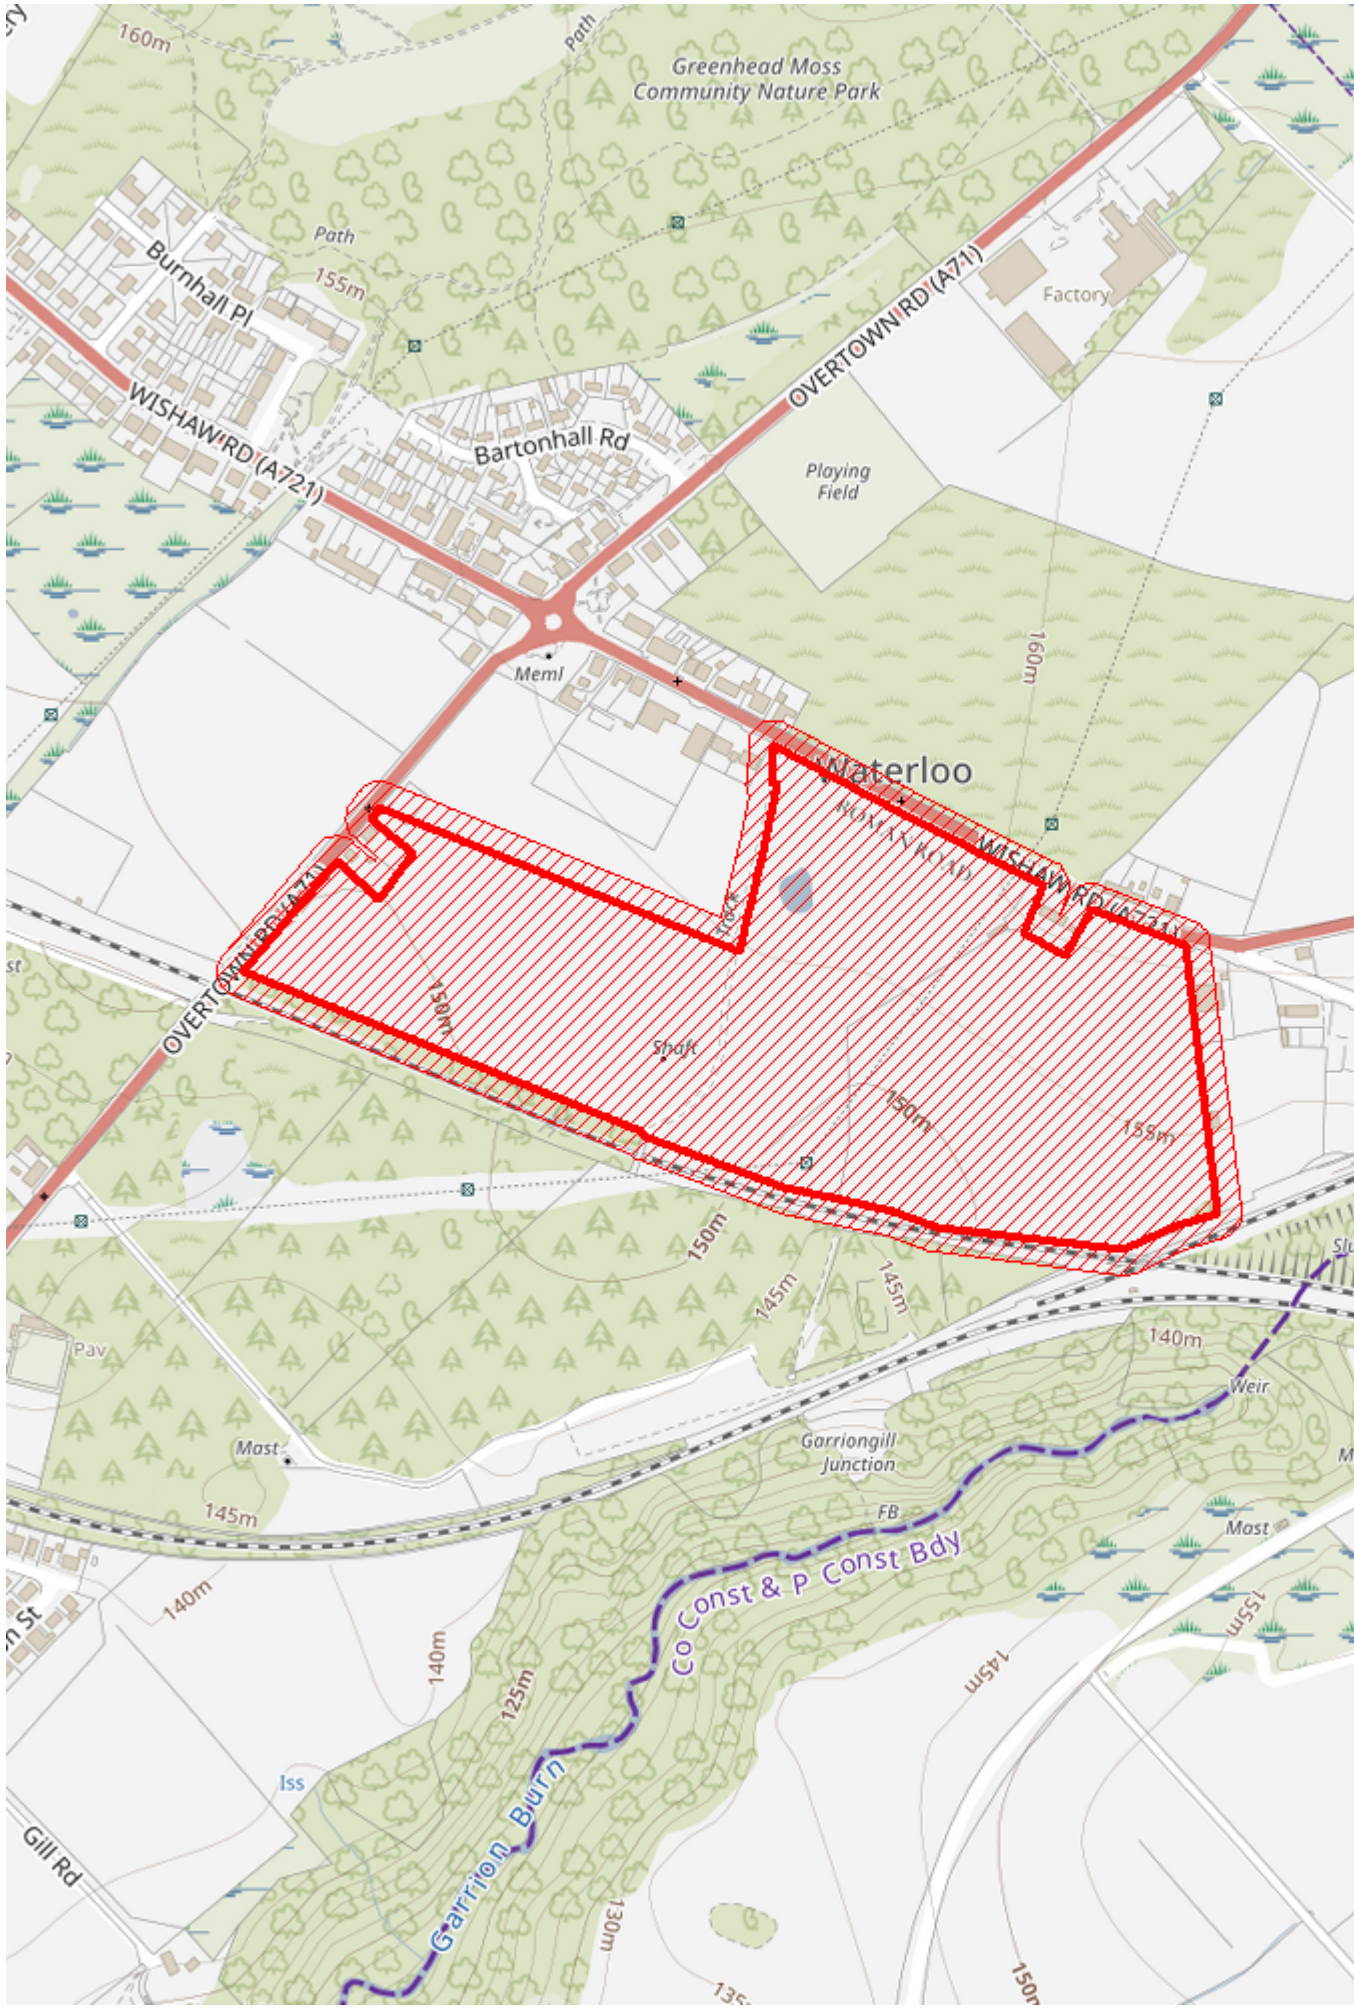 160m
Path
Greenhead Moss
Community Nature Park
Path
Burnhall Pl
155m
OVERTOWN RD (A71)
Factory
WISHAW RD (A721)
Bartonhall Rd
Playing
Field
160m
Meml
Waterloo
ROMAN ROAD
WISHAW RD (A721)
OVERTOWN RD (A71)
Track
st
150m
Shaft
150m
155m
150m
145m
145m
140m
Pav
Weir
Mast
Garriongill
Junction
145m
FB
Mast
Co Const & P Const Bdy
140m
n St
140m
125m
145m
155m
Iss
Garrion Burn
Gill Rd
130m
135
150m